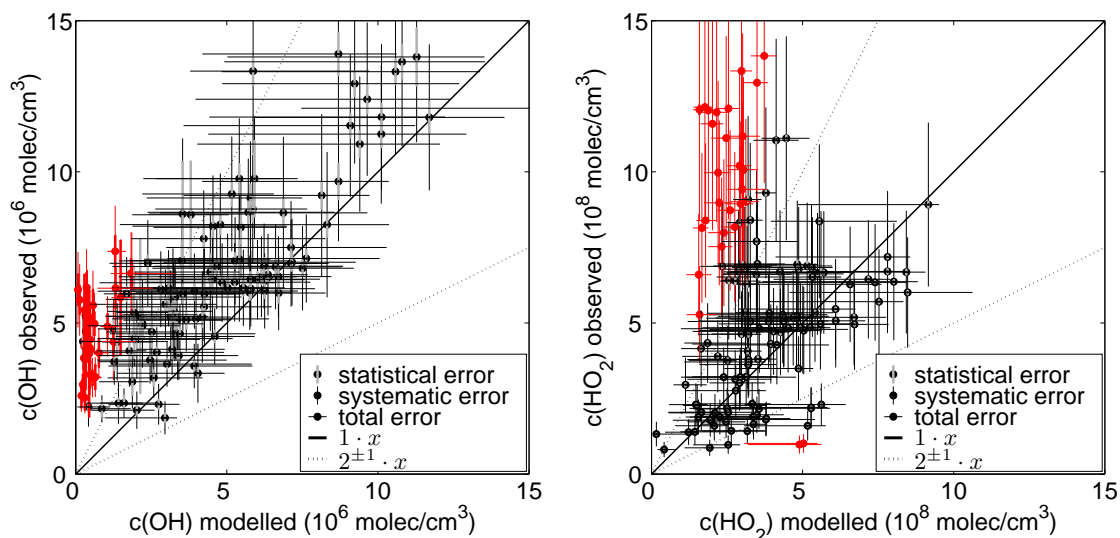 15
10
5
0
0
5
10
15
c(OH) observed (10^6 molec/cm^3)
c(OH) modelled (10^6 molec/cm^3)
statistical error
systematic error
total error
1 · x
2^{±1} · x
15
10
5
0
0
5
10
15
c(HO_2) observed (10^8 molec/cm^3)
c(HO_2) modelled (10^8 molec/cm^3)
statistical error
systematic error
total error
1 · x
2^{±1} · x